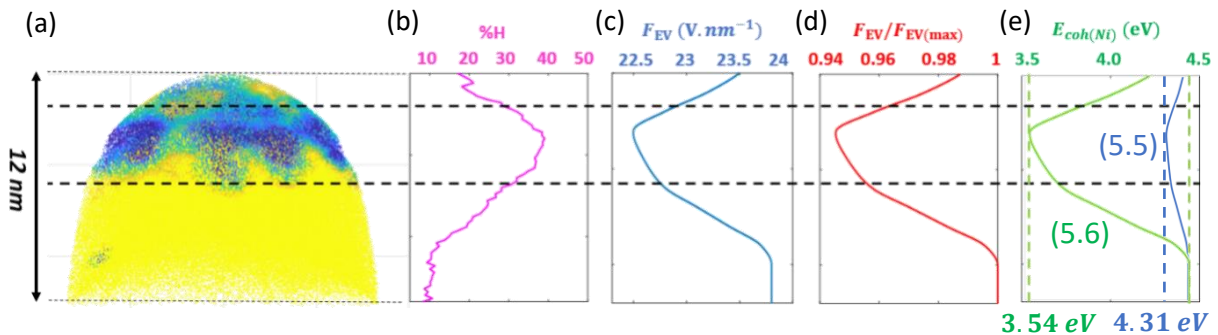 (a)
12 nm
(b)
%H
10 20 30 40 50
(c)
F_EV (V.nm⁻¹)
22.5 23 23.5 24
(d)
F_EV/F_EV(max)
0.94 0.96 0.98 1
(e)
E_coh(Ni) (eV)
3.5 4.0 4.5
(5.5)
(5.6)
3.54 eV
4.31 eV